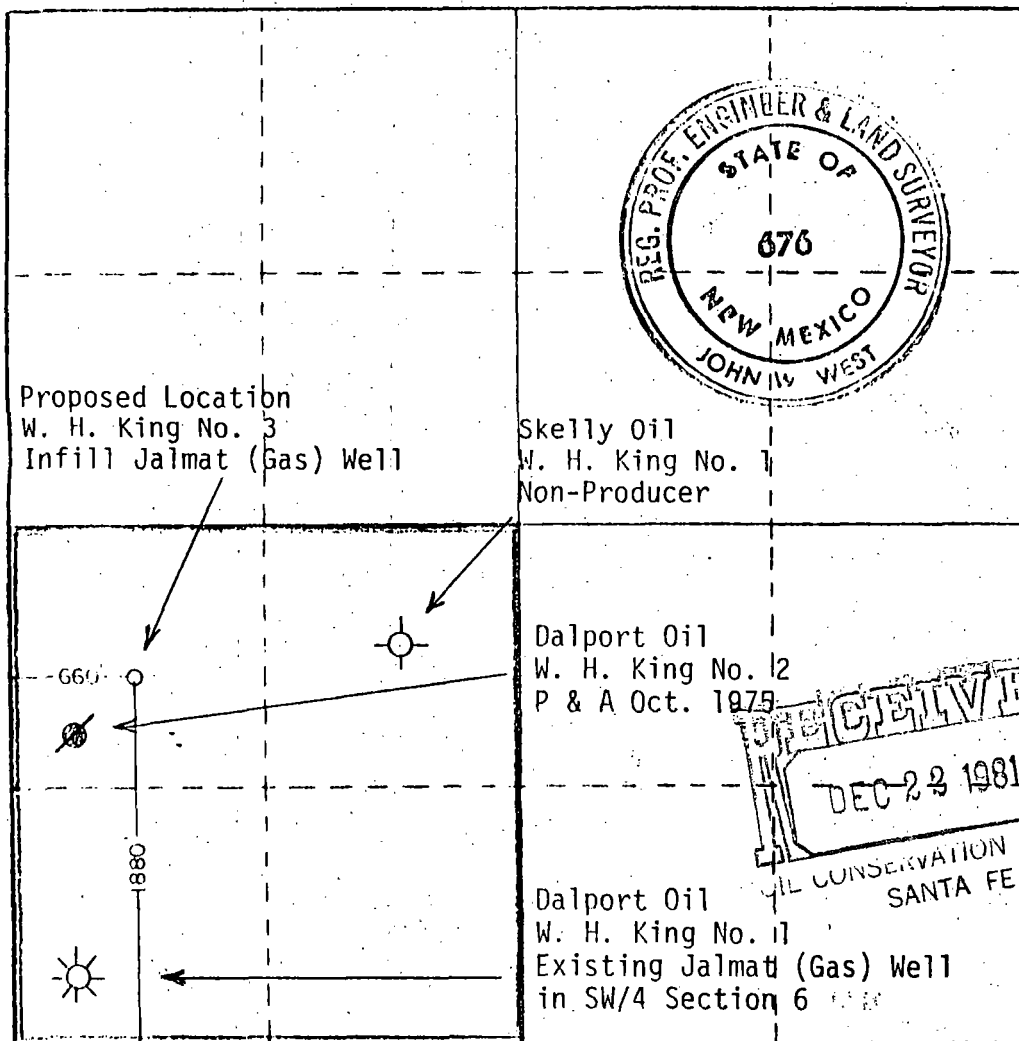 REG. PROF. ENGINEER & LAND SURVEYOR
STATE OF
676
NEW MEXICO
JOHN W WEST
Proposed Location
W. H. King No. 3
Infill Jalmat (Gas) Well
Skelly Oil
W. H. King No. 1
Non-Producer
660'
Dalport Oil
W. H. King No. 2
P & A Oct. 1975
RECEIVE
DEC 22 1981
OIL CONSERVATION
SANTA FE
1880'
Dalport Oil
W. H. King No. 1
Existing Jalmat (Gas) Well
in SW/4 Section 6